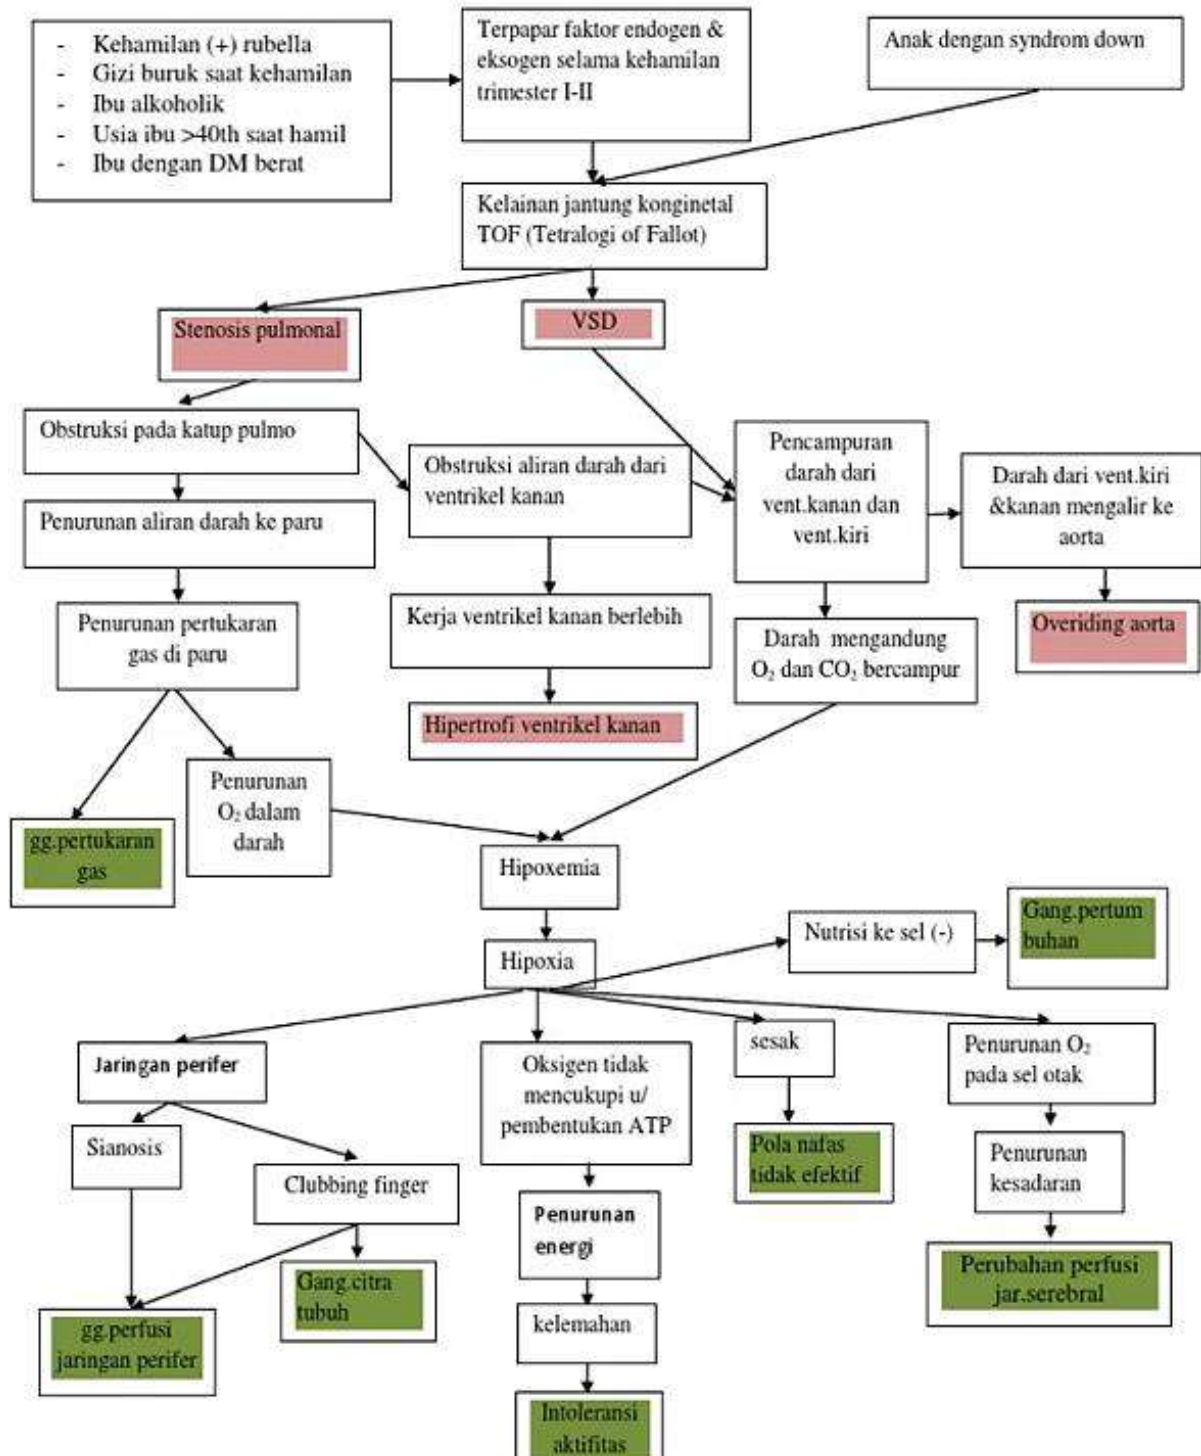 - Kehamilan (+) rubella
- Gizi buruk saat kehamilan
- Ibu alkoholik
- Usia ibu >40th saat hamil
- Ibu dengan DM berat
Terpapar faktor endogen &
eksogen selama kehamilan
trimester I-II
Anak dengan syndrom down
Kelainan jantung konginetal
TOF (Tetralogi of Fallot)
Stenosis pulmonal
VSD
Obstruksi pada katup pulmo
Obstruksi aliran darah dari
ventrikel kanan
Pencampuran
darah dari
vent.kanan dan
vent.kiri
Darah dari vent.kiri
&kanan mengalir ke
aorta
Penurunan aliran darah ke paru
Penurunan pertukaran
gas di paru
Kerja ventrikel kanan berlebih
Darah mengandung
O₂ dan CO₂ bercampur
Overiding aorta
Hipertrofi ventrikel kanan
Penurunan
O₂ dalam
darah
gg.pertukaran
gas
Hipoxemia
Hipoxia
Nutrisi ke sel (-)
Gang.pertum
buhan
Jaringan perifer
Oksigen tidak
mencukupi u/
pembentukan ATP
sesak
Penurunan O₂
pada sel otak
Sianosis
Clubbing finger
Pola nafas
tidak efektif
Penurunan
kesadaran
Penurunan
energi
Gang.citra
tubuh
Perubahan perfusi
jar.serebral
gg.perfusi
jaringan perifer
kelemahan
Intoleransi
aktifitas